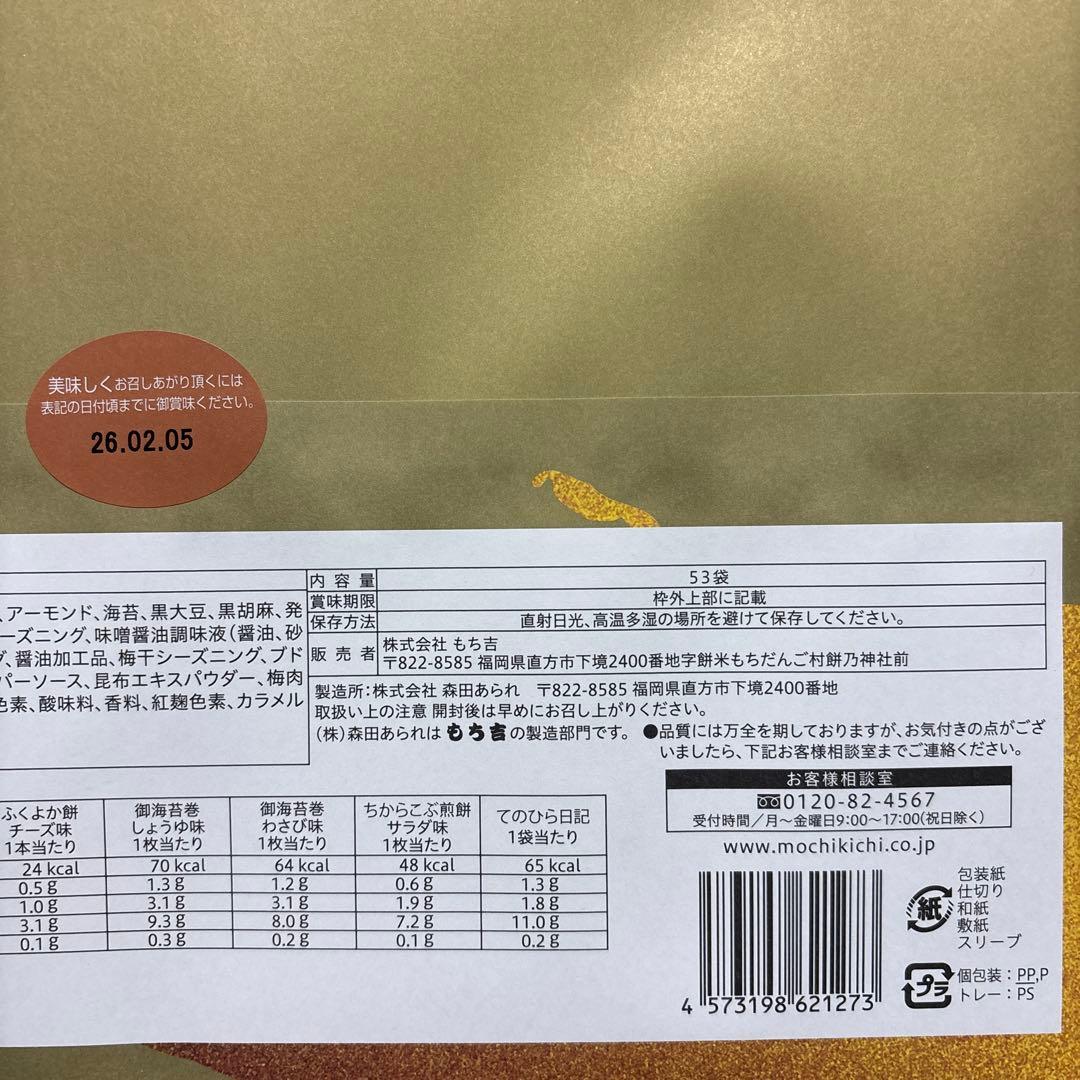 美味しくお召しあがり頂くには
表記の日付頃までに御賞味ください。
26.02.05
、アーモンド、海苔、黒大豆、黒胡麻、発
ーズニング、味噌醤油調味液（醤油、砂
、醤油加工品、梅干シーズニング、ブド
パーソース、昆布エキスパウダー、梅肉
色素、酸味料、香料、紅麹色素、カラメル
内容量 53袋
賞味期限 枠外上部に記載
保存方法 直射日光、高温多湿の場所を避けて保存してください。
販売者 株式会社 もち吉
〒822-8585 福岡県直方市下境2400番地字餅米もちだんご村餅乃神社前
製造所：株式会社 森田あられ 〒822-8585 福岡県直方市下境2400番地
取扱い上の注意 開封後は早めにお召し上がりください。
（株）森田あられは もち吉 の製造部門です。
●品質には万全を期しておりますが、お気付きの点がござ
いましたら、下記お客様相談室までご連絡ください。
お客様相談室
0120-82-4567
受付時間／月〜金曜日9:00〜17:00(祝日除く)
www.mochikichi.co.jp
ふくよか餅 チーズ味 1本当たり
御海苔巻 しょうゆ味 1枚当たり
御海苔巻 わさび味 1枚当たり
ちからこぶ煎餅 サラダ味 1枚当たり
てのひら日記 1袋当たり
24 kcal 70 kcal 64 kcal 48 kcal 65 kcal
0.5g 1.3g 1.2g 0.6g 1.3g
1.0g 3.1g 3.1g 1.9g 1.8g
3.1g 9.3g 8.0g 7.2g 11.0g
0.1g 0.3g 0.2g 0.1g 0.2g
4 573198 621273
紙
包装紙
仕切り
和紙
敷紙
スリーブ
プラ
個包装：PP,P
トレー：PS